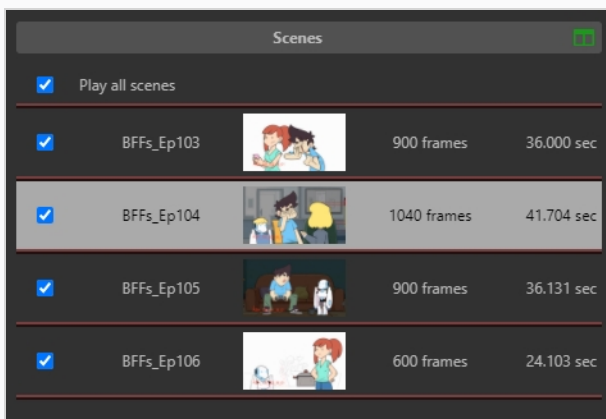 Scenes
Play all scenes
BFFs_Ep103 900 frames 36.000 sec
BFFs_Ep104 1040 frames 41.704 sec
BFFs_Ep105 900 frames 36.131 sec
BFFs_Ep106 600 frames 24.103 sec